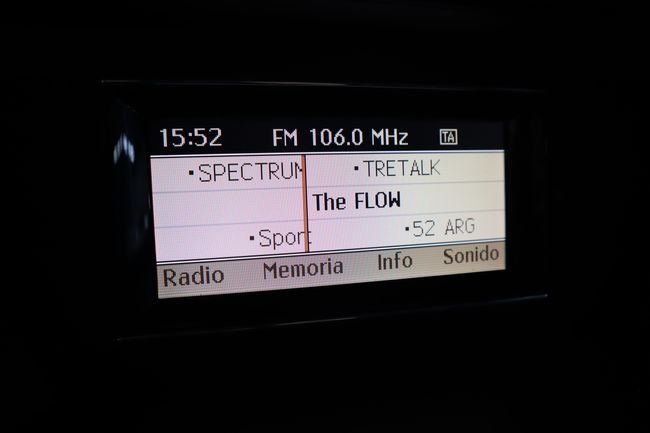 15:52 FM 106.0 MHz TA
•SPECTRUM •TRETALK
The FLOW
•Sport •52 ARG
Radio Memoria Info Sonido